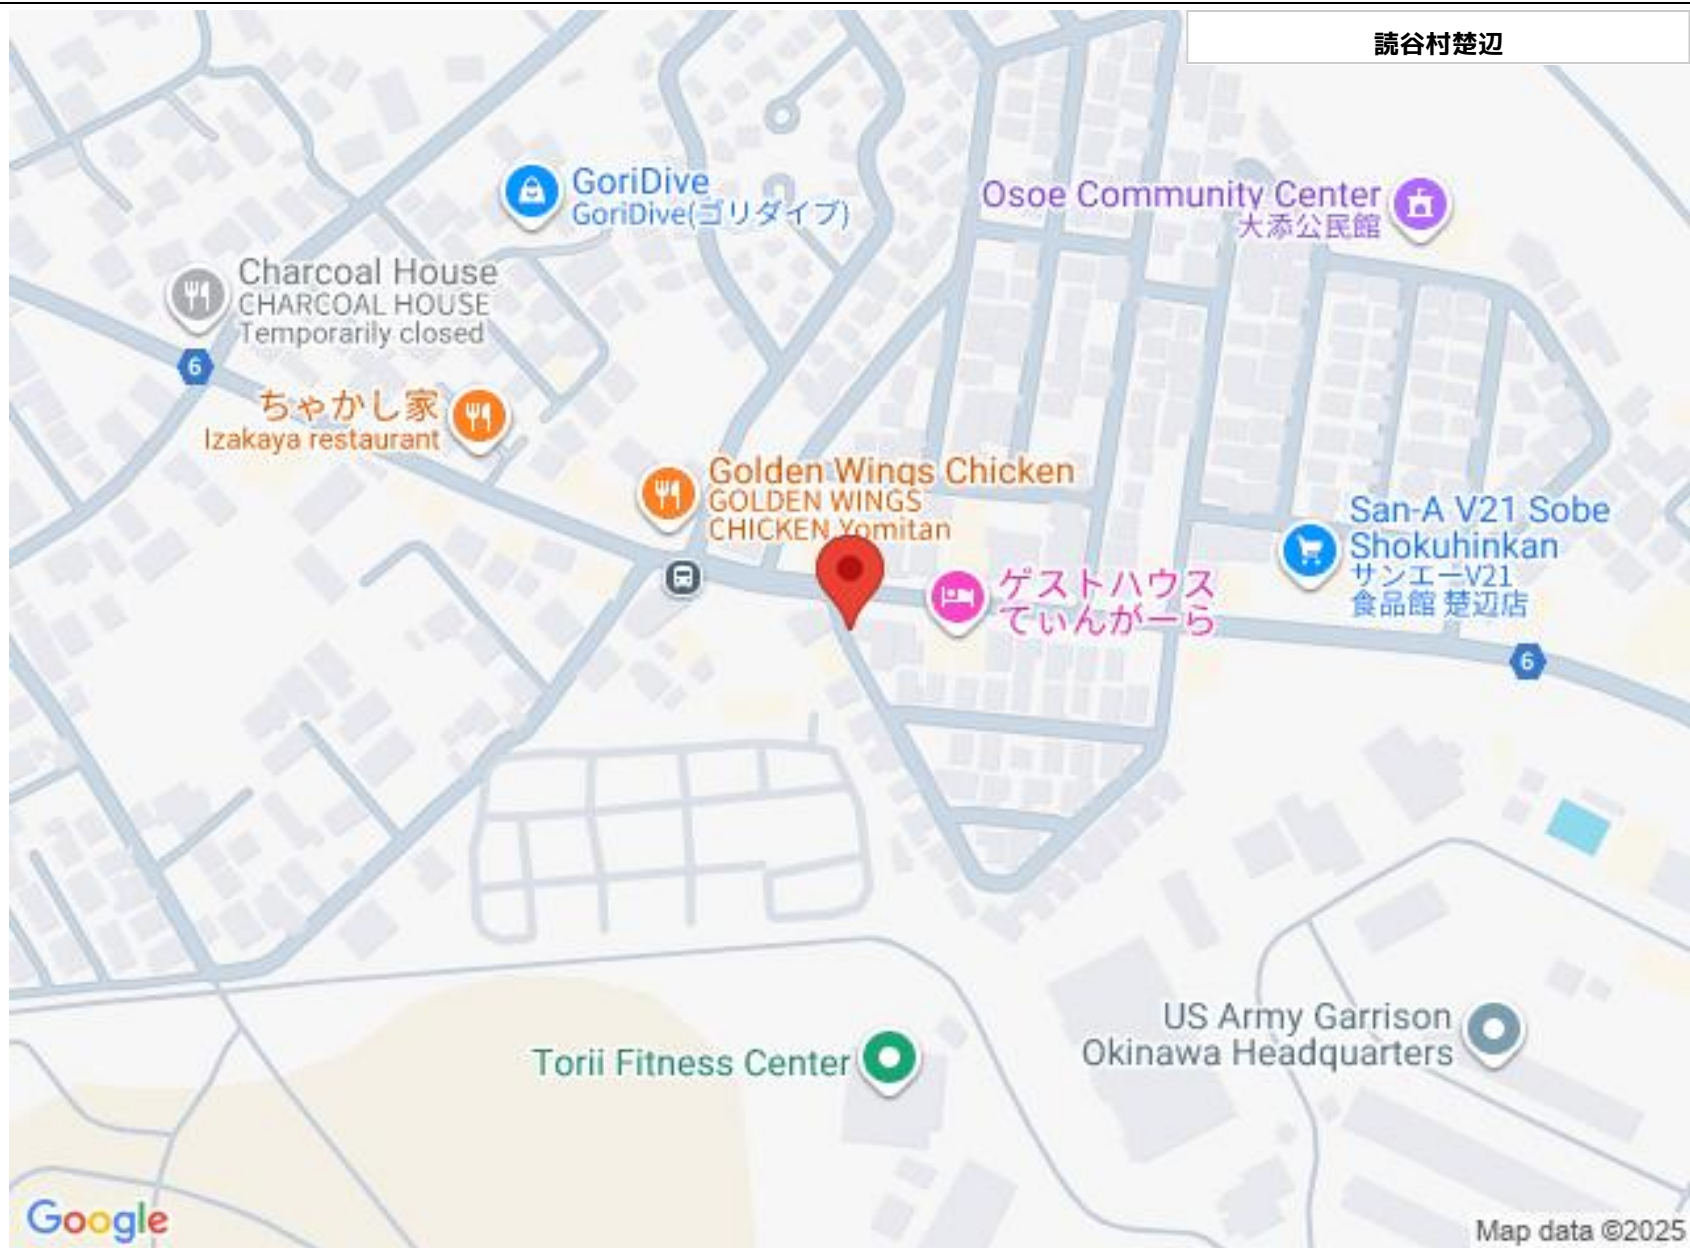 読谷村楚辺
GoriDive
GoriDive(ゴリダイブ)
Osoe Community Center
大添公民館
Charcoal House
CHARCOAL HOUSE
Temporarily closed
6
ちゃかし家
Izakaya restaurant
Golden Wings Chicken
GOLDEN WINGS
CHICKEN Yomitan
San-A V21 Sobe
Shokuhinkan
サンエーV21
食品館 楚辺店
ゲストハウス
てぃんがーら
6
US Army Garrison
Okinawa Headquarters
Torii Fitness Center
Google
Map data ©2025